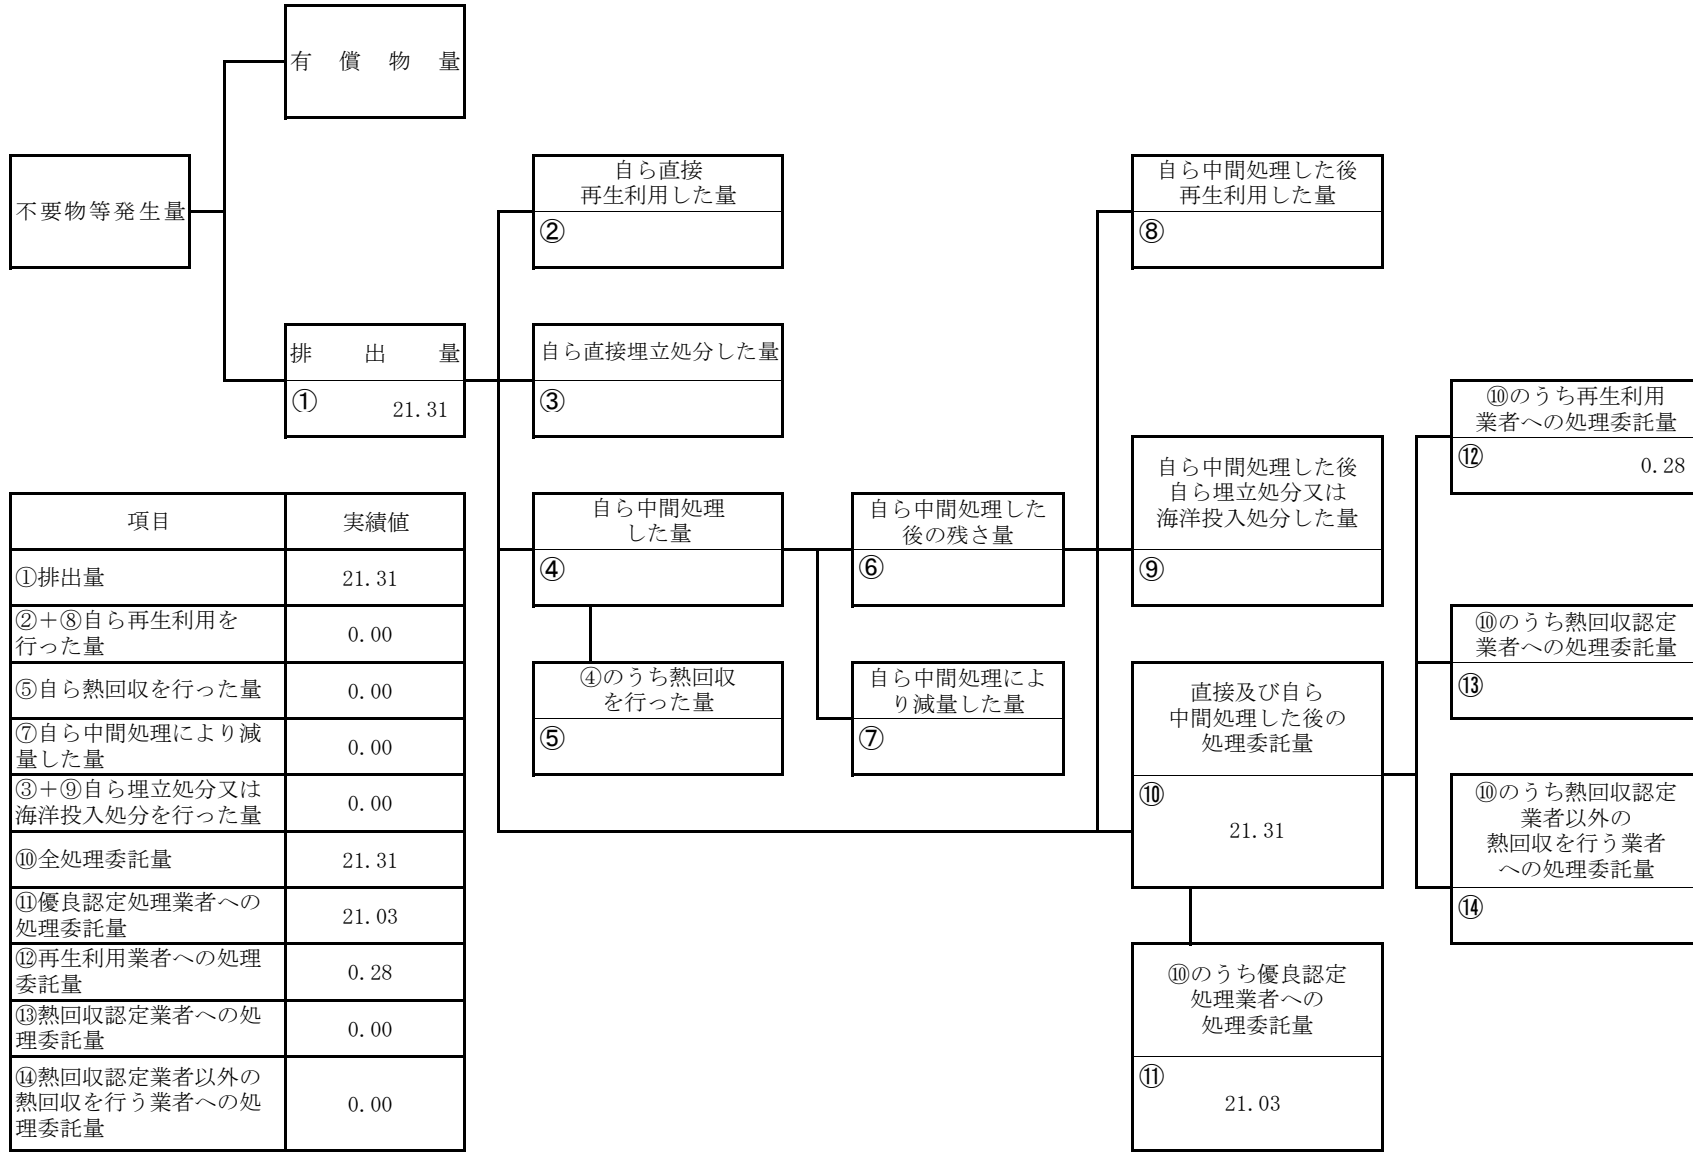 有償物量
不要物等発生量
自ら直接
再生利用した量
②
自ら中間処理した後
再生利用した量
⑧
排出量
① 21.31
自ら直接埋立処分した量
③
⑩のうち再生利用
業者への処理委託量
⑫ 0.28
自ら中間処理した後
自ら埋立処分又は
海洋投入処分した量
⑨
自ら中間処理
した量
④
自ら中間処理した
後の残さ量
⑥
⑩のうち熱回収認定
業者への処理委託量
⑬
④のうち熱回収
を行った量
⑤
自ら中間処理によ
り減量した量
⑦
直接及び自ら
中間処理した後の
処理委託量
⑩
21.31
⑩のうち熱回収認定
業者以外の
熱回収を行う業者
への処理委託量
⑭
⑩のうち優良認定
処理業者への
処理委託量
⑪
21.03
項目 実績値
①排出量 21.31
②＋⑧自ら再生利用を
行った量 0.00
⑤自ら熱回収を行った量 0.00
⑦自ら中間処理により減
量した量 0.00
③＋⑨自ら埋立処分又は
海洋投入処分を行った量 0.00
⑩全処理委託量 21.31
⑪優良認定処理業者への
処理委託量 21.03
⑫再生利用業者への処理
委託量 0.28
⑬熱回収認定業者への処
理委託量 0.00
⑭熱回収認定業者以外の
熱回収を行う業者への処
理委託量 0.00